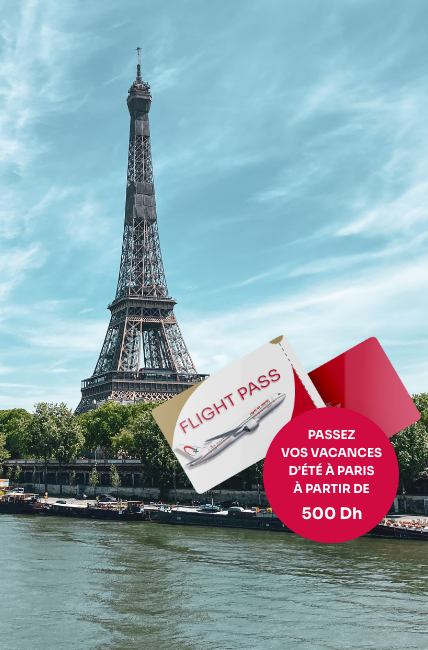 FLIGHT PASS
PASSEZ
VOS VACANCES
D'ÉTÉ À PARIS
À PARTIR DE
500 Dh